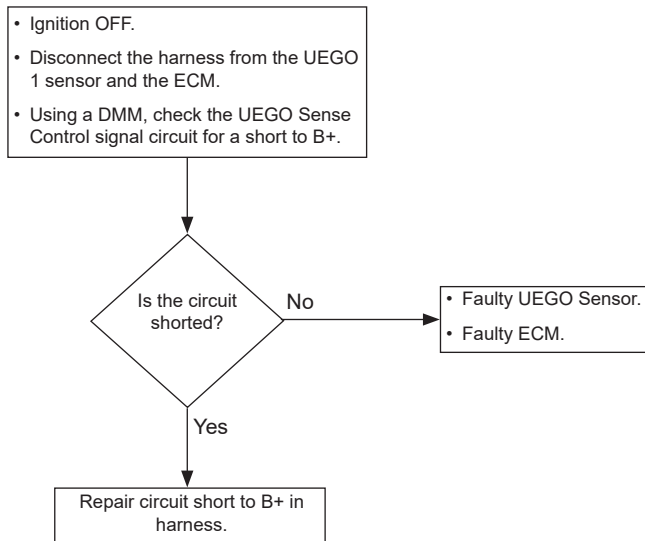 • Ignition OFF.
• Disconnect the harness from the UEGO
1 sensor and the ECM.
• Using a DMM, check the UEGO Sense
Control signal circuit for a short to B+.
Is the circuit
shorted?
No
• Faulty UEGO Sensor.
• Faulty ECM.
Yes
Repair circuit short to B+ in
harness.